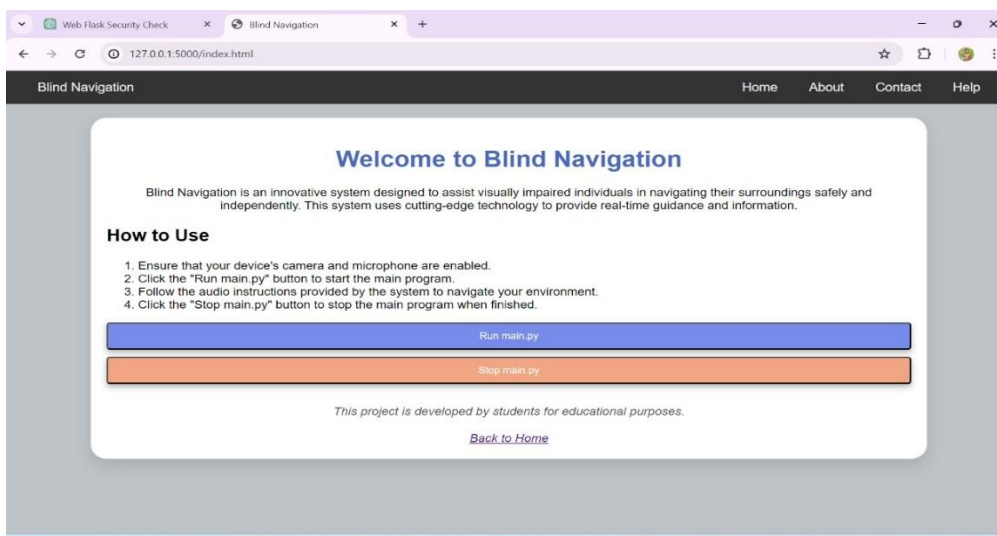 Web Flask Security Check
Blind Navigation
127.0.0.1:5000/index.html
Blind Navigation Home About Contact Help
Welcome to Blind Navigation
Blind Navigation is an innovative system designed to assist visually impaired individuals in navigating their surroundings safely and
independently. This system uses cutting-edge technology to provide real-time guidance and information.
How to Use
1. Ensure that your device's camera and microphone are enabled.
2. Click the "Run main.py" button to start the main program.
3. Follow the audio instructions provided by the system to navigate your environment.
4. Click the "Stop main.py" button to stop the main program when finished.
Run main.py
Stop main.py
This project is developed by students for educational purposes.
Back to Home